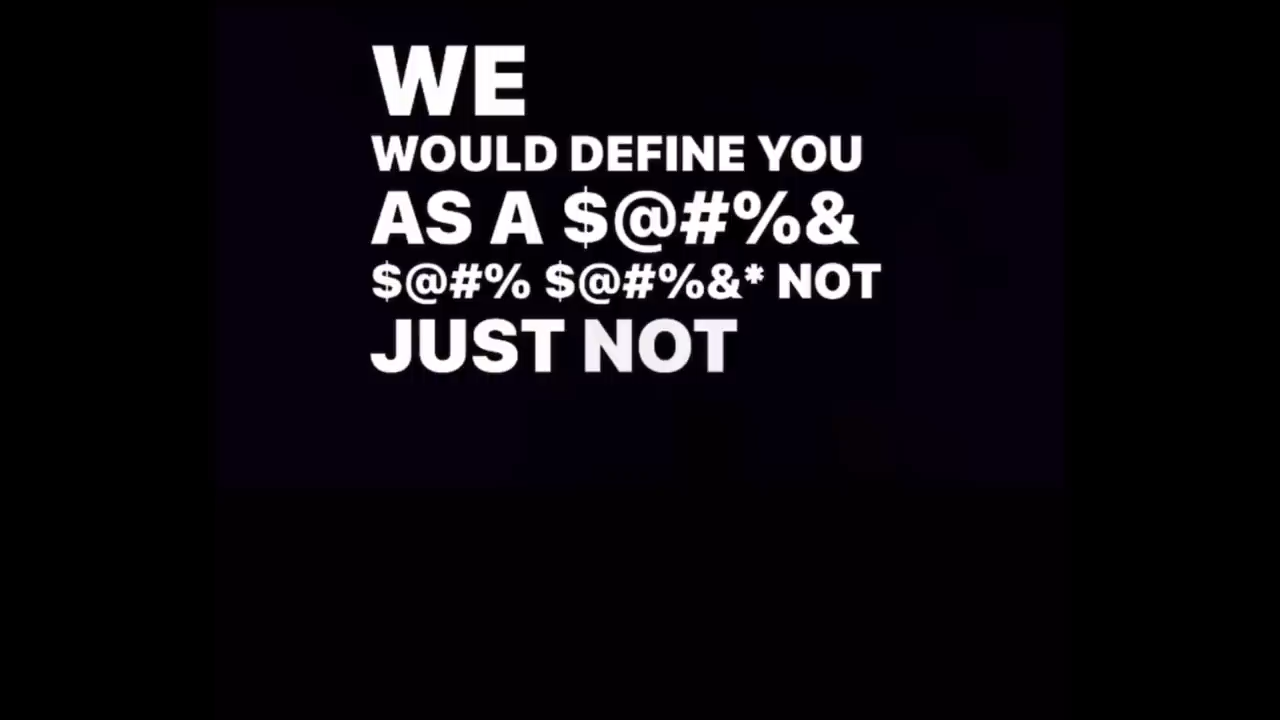 WE
WOULD DEFINE YOU
AS A $@#%&
$@#% $@#%&* NOT
JUST NOT